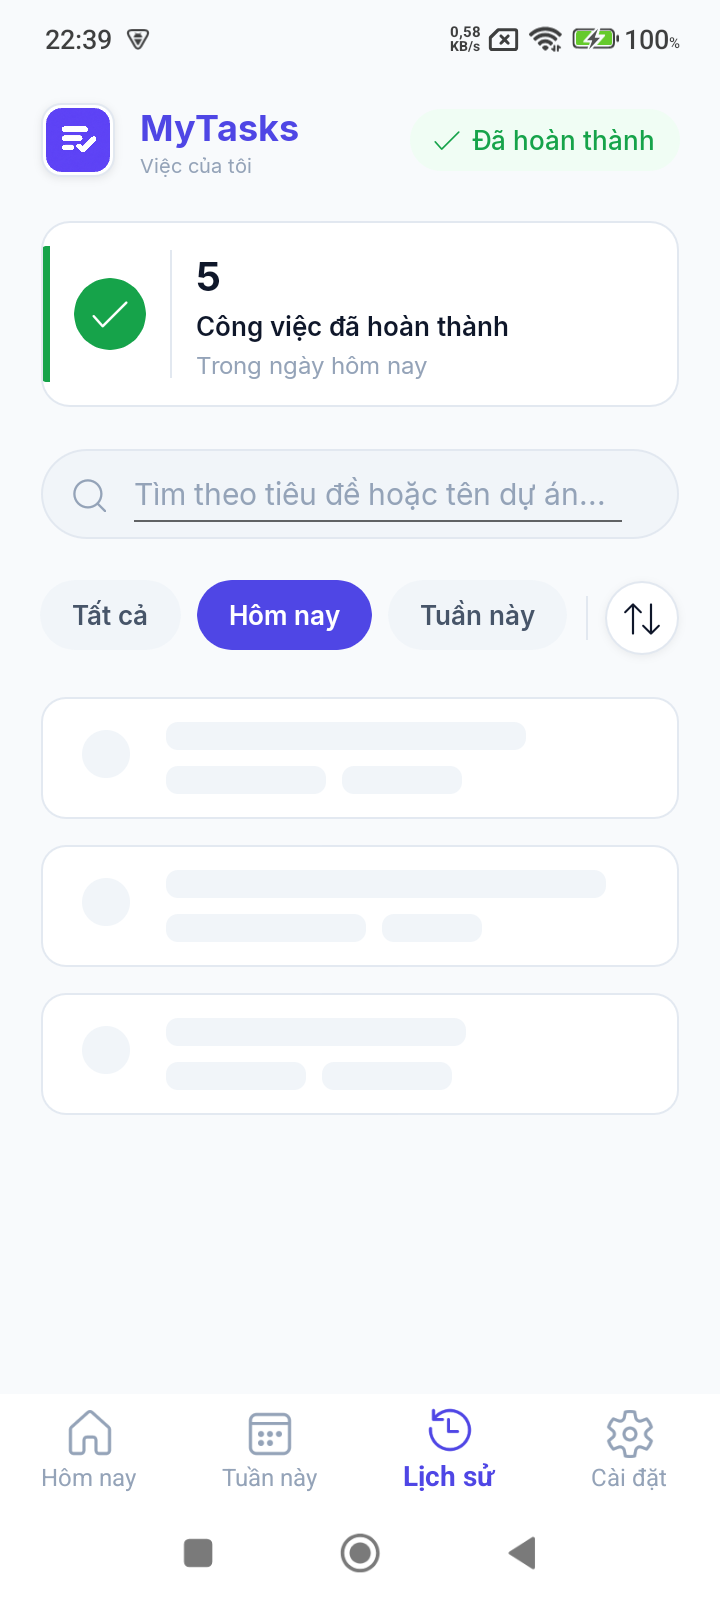 22:39
0,58 KB/s
100%
MyTasks
Việc của tôi
Đã hoàn thành
5
Công việc đã hoàn thành
Trong ngày hôm nay
Tìm theo tiêu đề hoặc tên dự án...
Tất cả Hôm nay Tuần này
Hôm nay Tuần này Lịch sử Cài đặt